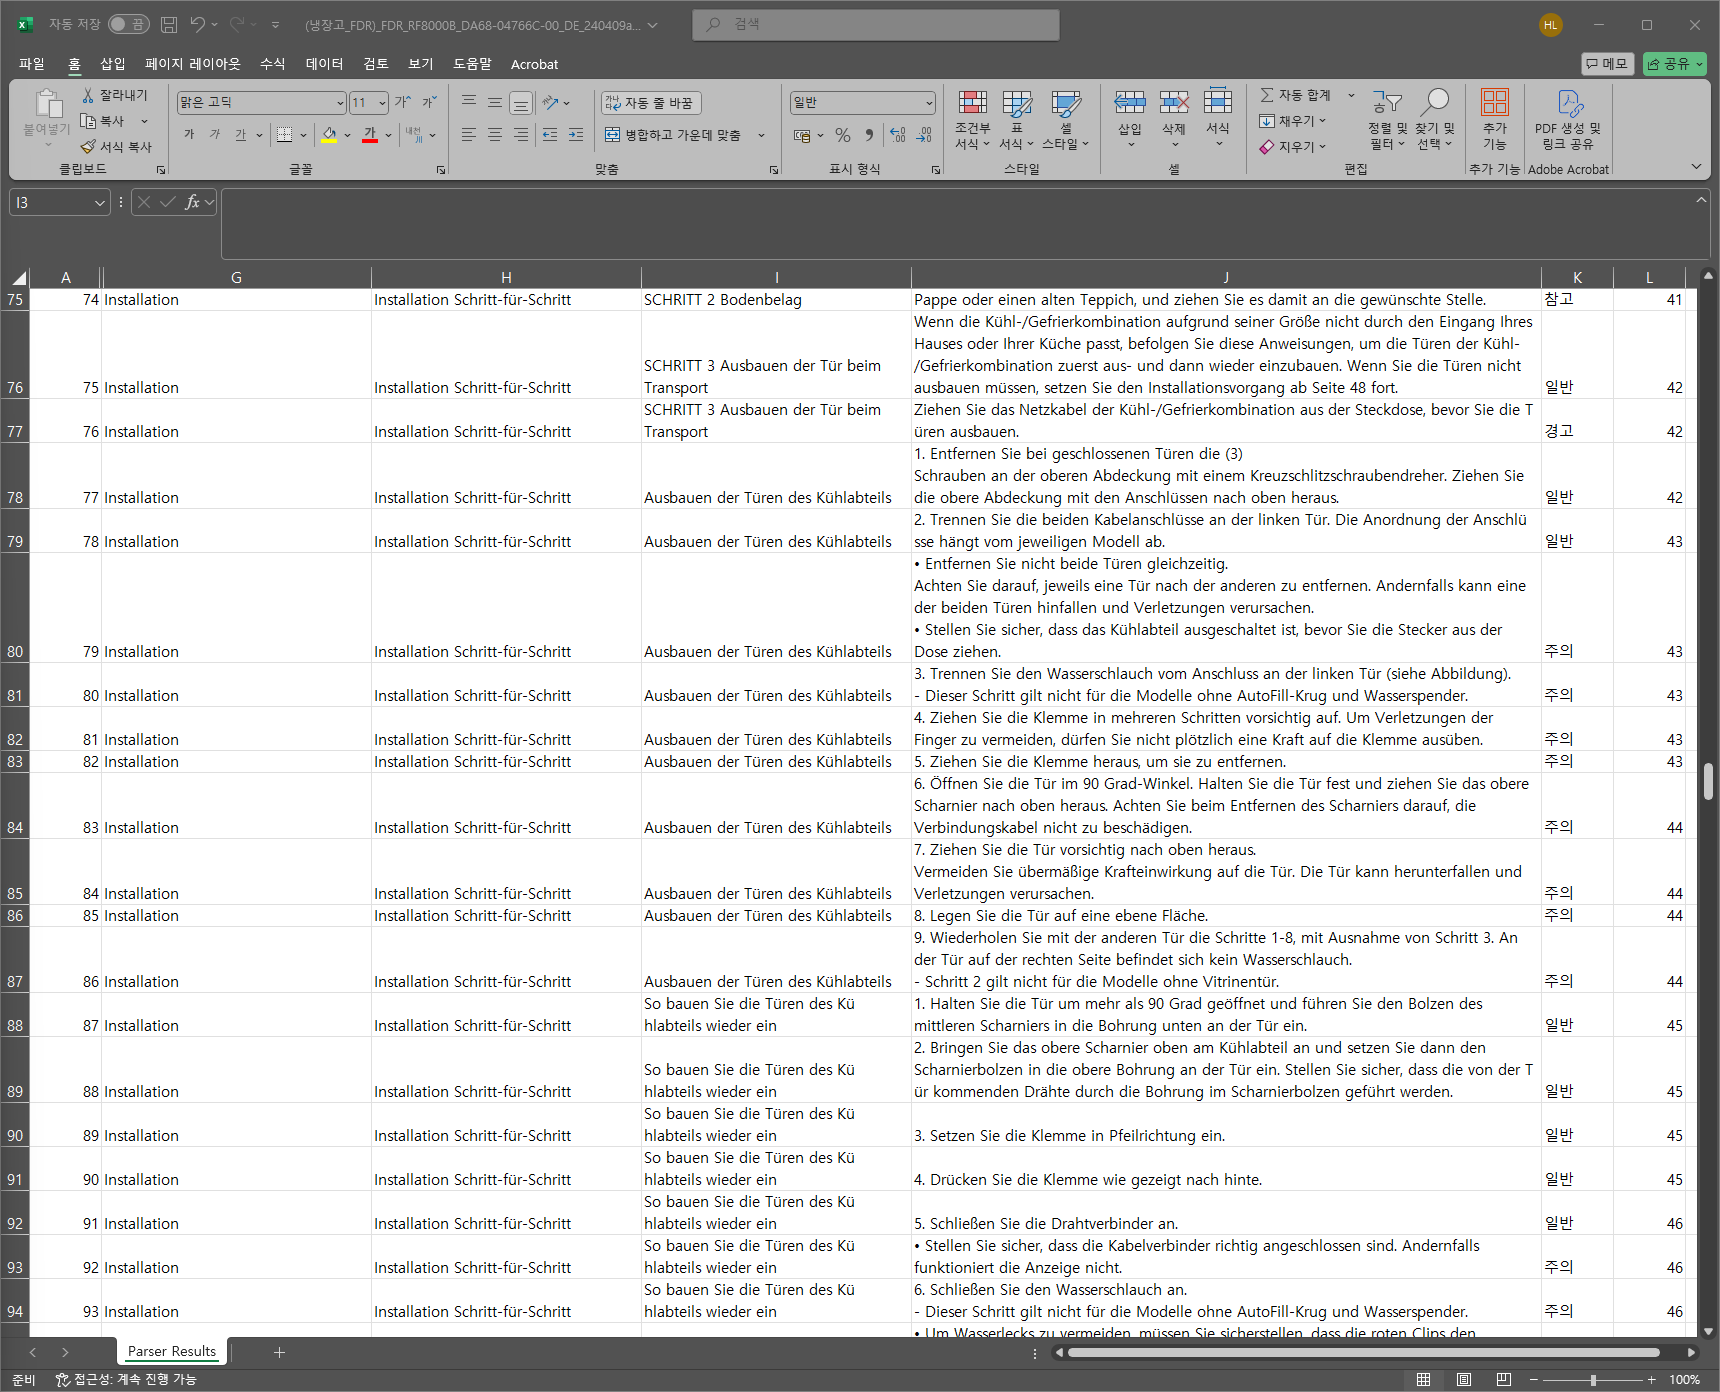 자동 저장 끔 (냉장고_FDR)_FDR_RF8000B_DA68-04766C-00_DE_240409a... 검색 HL
파일 홈 삽입 페이지 레이아웃 수식 데이터 검토 보기 도움말 Acrobat 메모 공유
붙여넣기 잘라내기 복사 서식 복사 클립보드
맑은 고딕 11 가 가 가 가 가 내천 글꼴
자동 줄 바꿈 병합하고 가운데 맞춤 맞춤
일반 % 표시 형식
조건부 서식 표 서식 셀 스타일 스타일
삽입 삭제 서식 셀
자동 합계 채우기 지우기 정렬 및 필터 찾기 및 선택 편집
추가 기능 추가 기능
PDF 생성 및 링크 공유 Adobe Acrobat
I3 fx
A G H I J K L
75 74 Installation Installation Schritt-für-Schritt SCHRITT 2 Bodenbelag Pappe oder einen alten Teppich, und ziehen Sie es damit an die gewünschte Stelle. 참고 41
Wenn die Kühl-/Gefrierkombination aufgrund seiner Größe nicht durch den Eingang Ihres
Hauses oder Ihrer Küche passt, befolgen Sie diese Anweisungen, um die Türen der Kühl-
SCHRITT 3 Ausbauen der Tür beim /Gefrierkombination zuerst aus- und dann wieder einzubauen. Wenn Sie die Türen nicht
76 75 Installation Installation Schritt-für-Schritt Transport ausbauen müssen, setzen Sie den Installationsvorgang ab Seite 48 fort. 일반 42
SCHRITT 3 Ausbauen der Tür beim Ziehen Sie das Netzkabel der Kühl-/Gefrierkombination aus der Steckdose, bevor Sie die T
77 76 Installation Installation Schritt-für-Schritt Transport üren ausbauen. 경고 42
1. Entfernen Sie bei geschlossenen Türen die (3)
Schrauben an der oberen Abdeckung mit einem Kreuzschlitzschraubendreher. Ziehen Sie
78 77 Installation Installation Schritt-für-Schritt Ausbauen der Türen des Kühlabteils die obere Abdeckung mit den Anschlüssen nach oben heraus. 일반 42
2. Trennen Sie die beiden Kabelanschlüsse an der linken Tür. Die Anordnung der Anschlü
79 78 Installation Installation Schritt-für-Schritt Ausbauen der Türen des Kühlabteils sse hängt vom jeweiligen Modell ab. 일반 43
• Entfernen Sie nicht beide Türen gleichzeitig.
Achten Sie darauf, jeweils eine Tür nach der anderen zu entfernen. Andernfalls kann eine
der beiden Türen hinfallen und Verletzungen verursachen.
• Stellen Sie sicher, dass das Kühlabteil ausgeschaltet ist, bevor Sie die Stecker aus der
80 79 Installation Installation Schritt-für-Schritt Ausbauen der Türen des Kühlabteils Dose ziehen. 주의 43
3. Trennen Sie den Wasserschlauch vom Anschluss an der linken Tür (siehe Abbildung).
81 80 Installation Installation Schritt-für-Schritt Ausbauen der Türen des Kühlabteils - Dieser Schritt gilt nicht für die Modelle ohne AutoFill-Krug und Wasserspender. 주의 43
4. Ziehen Sie die Klemme in mehreren Schritten vorsichtig auf. Um Verletzungen der
82 81 Installation Installation Schritt-für-Schritt Ausbauen der Türen des Kühlabteils Finger zu vermeiden, dürfen Sie nicht plötzlich eine Kraft auf die Klemme ausüben. 주의 43
83 82 Installation Installation Schritt-für-Schritt Ausbauen der Türen des Kühlabteils 5. Ziehen Sie die Klemme heraus, um sie zu entfernen. 주의 43
6. Öffnen Sie die Tür im 90 Grad-Winkel. Halten Sie die Tür fest und ziehen Sie das obere
Scharnier nach oben heraus. Achten Sie beim Entfernen des Scharniers darauf, die
84 83 Installation Installation Schritt-für-Schritt Ausbauen der Türen des Kühlabteils Verbindungskabel nicht zu beschädigen. 주의 44
7. Ziehen Sie die Tür vorsichtig nach oben heraus.
Vermeiden Sie übermäßige Krafteinwirkung auf die Tür. Die Tür kann herunterfallen und
85 84 Installation Installation Schritt-für-Schritt Ausbauen der Türen des Kühlabteils Verletzungen verursachen. 주의 44
86 85 Installation Installation Schritt-für-Schritt Ausbauen der Türen des Kühlabteils 8. Legen Sie die Tür auf eine ebene Fläche. 주의 44
9. Wiederholen Sie mit der anderen Tür die Schritte 1-8, mit Ausnahme von Schritt 3. An
der Tür auf der rechten Seite befindet sich kein Wasserschlauch.
87 86 Installation Installation Schritt-für-Schritt Ausbauen der Türen des Kühlabteils - Schritt 2 gilt nicht für die Modelle ohne Vitrinentür. 주의 44
So bauen Sie die Türen des Kü 1. Halten Sie die Tür um mehr als 90 Grad geöffnet und führen Sie den Bolzen des
88 87 Installation Installation Schritt-für-Schritt hlabteils wieder ein mittleren Scharniers in die Bohrung unten an der Tür ein. 일반 45
2. Bringen Sie das obere Scharnier oben am Kühlabteil an und setzen Sie dann den
So bauen Sie die Türen des Kü Scharnierbolzen in die obere Bohrung an der Tür ein. Stellen Sie sicher, dass die von der T
89 88 Installation Installation Schritt-für-Schritt hlabteils wieder ein ür kommenden Drähte durch die Bohrung im Scharnierbolzen geführt werden. 일반 45
So bauen Sie die Türen des Kü
90 89 Installation Installation Schritt-für-Schritt hlabteils wieder ein 3. Setzen Sie die Klemme in Pfeilrichtung ein. 일반 45
So bauen Sie die Türen des Kü
91 90 Installation Installation Schritt-für-Schritt hlabteils wieder ein 4. Drücken Sie die Klemme wie gezeigt nach hinte. 일반 45
So bauen Sie die Türen des Kü
92 91 Installation Installation Schritt-für-Schritt hlabteils wieder ein 5. Schließen Sie die Drahtverbinder an. 일반 46
So bauen Sie die Türen des Kü • Stellen Sie sicher, dass die Kabelverbinder richtig angeschlossen sind. Andernfalls
93 92 Installation Installation Schritt-für-Schritt hlabteils wieder ein funktioniert die Anzeige nicht. 주의 46
So bauen Sie die Türen des Kü 6. Schließen Sie den Wasserschlauch an.
94 93 Installation Installation Schritt-für-Schritt hlabteils wieder ein - Dieser Schritt gilt nicht für die Modelle ohne AutoFill-Krug und Wasserspender. 주의 46
• Um Wasserlecks zu vermeiden, müssen Sie sicherstellen, dass die roten Clips den
Parser Results
준비 접근성: 계속 진행 가능 100%